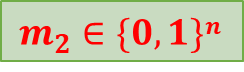 m₂ ∈ {0, 1}ⁿ